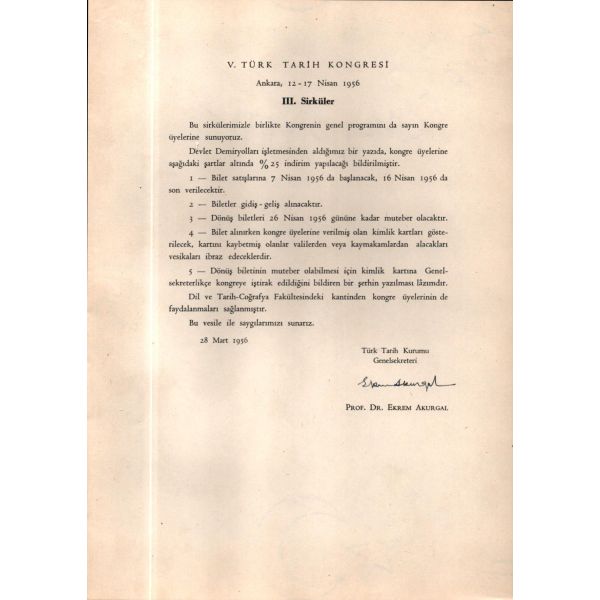 V. TÜRK TARİH KONGRESİ
Ankara, 12 - 17 Nisan 1956
III. Sirküler
Bu sirkülerimizle birlikte Kongrenin genel programını da sayın Kongre
üyelerine sunuyoruz.
Devlet Demiryolları işletmesinden aldığımız bir yazıda, kongre üyelerine
aşağıdaki şartlar altında % 25 indirim yapılacağı bildirilmiştir.
1 — Bilet satışlarına 7 Nisan 1956 da başlanacak, 16 Nisan 1956 da
son verilecektir.
2 — Biletler gidiş - geliş alınacaktır.
3 — Dönüş biletleri 26 Nisan 1956 gününe kadar muteber olacaktır.
4 — Bilet alınırken kongre üyelerine verilmiş olan kimlik kartları göste-
rilecek, kartını kaybetmiş olanlar valilerden veya kaymakamlardan alacakları
vesikaları ibraz edeceklerdir.
5 — Dönüş biletinin muteber olabilmesi için kimlik kartına Genel-
sekreterlikçe kongreye iştirak edildiğini bildiren bir şerhin yazılması lâzımdır.
Dil ve Tarih-Coğrafya Fakültesindeki kantinden kongre üyelerinin de
faydalanmaları sağlanmıştır.
Bu vesile ile saygılarımızı sunarız.
28 Mart 1956
Türk Tarih Kurumu
Genelsekreteri
Ekrem Akurgal
PROF. DR. EKREM AKURGAL